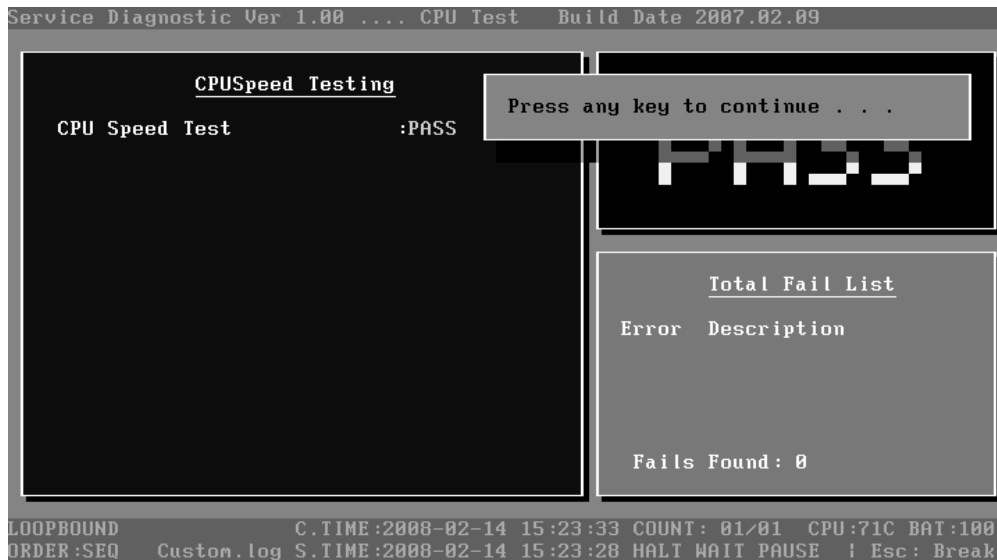 Service Diagnostic Ver 1.00 .... CPU Test   Build Date 2007.02.09
CPUSpeed Testing
CPU Speed Test :PASS
Press any key to continue . . .
PASS
Total Fail List
Error Description
Fails Found: 0
LOOPBOUND C.TIME:2008-02-14 15:23:33 COUNT: 01/01 CPU:71C BAT:100
ORDER:SEQ Custom.log S.TIME:2008-02-14 15:23:28 HALT WAIT PAUSE | Esc: Break